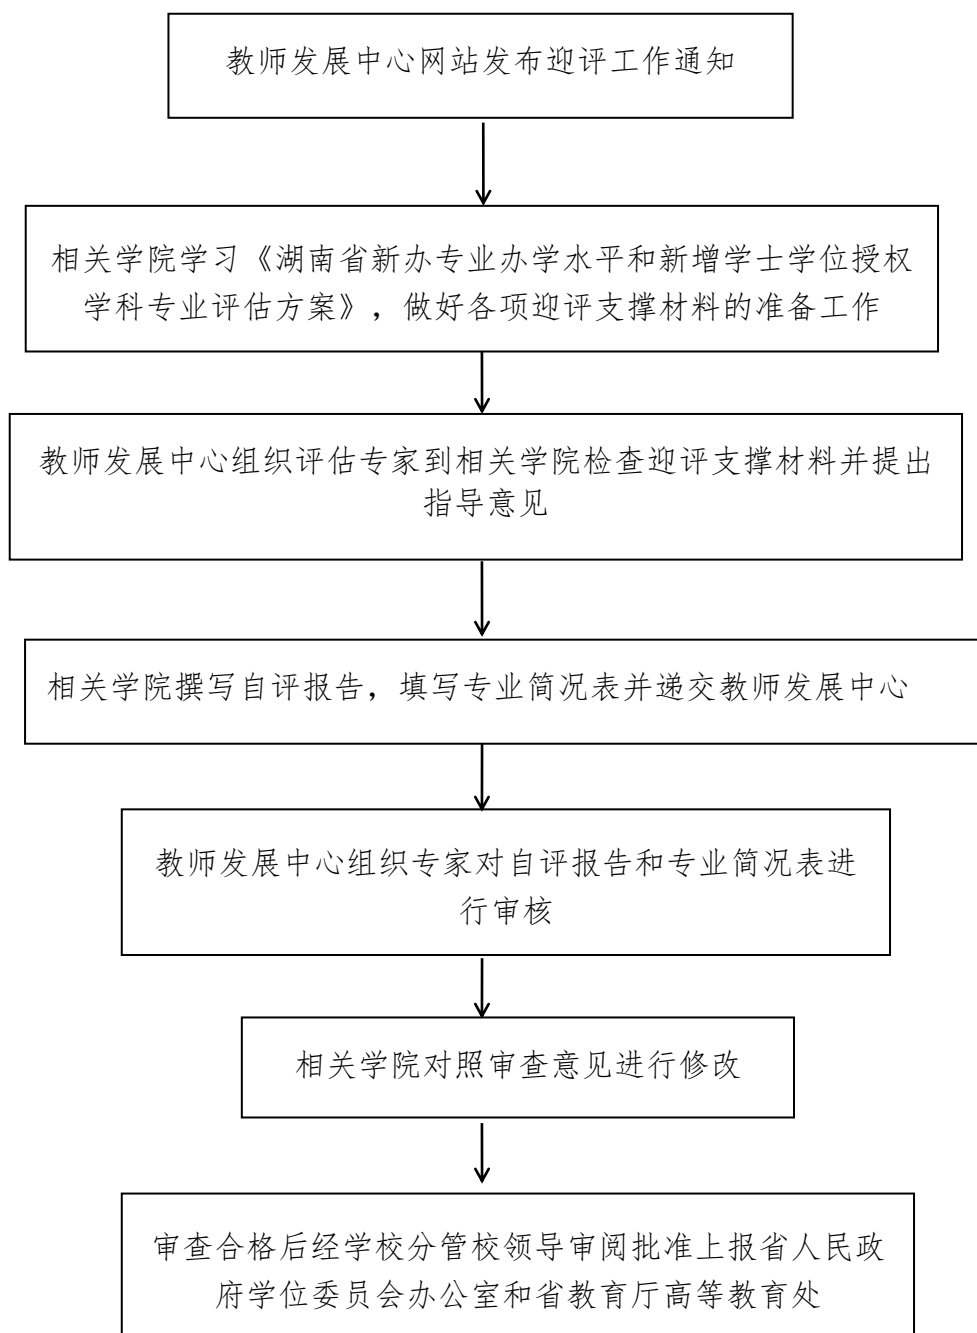 教师发展中心网站发布迎评工作通知
相关学院学习《湖南省新办专业办学水平和新增学士学位授权
学科专业评估方案》，做好各项迎评支撑材料的准备工作
教师发展中心组织评估专家到相关学院检查迎评支撑材料并提出
指导意见
相关学院撰写自评报告，填写专业简况表并递交教师发展中心
教师发展中心组织专家对自评报告和专业简况表进
行审核
相关学院对照审查意见进行修改
审查合格后经学校分管校领导审阅批准上报省人民政
府学位委员会办公室和省教育厅高等教育处